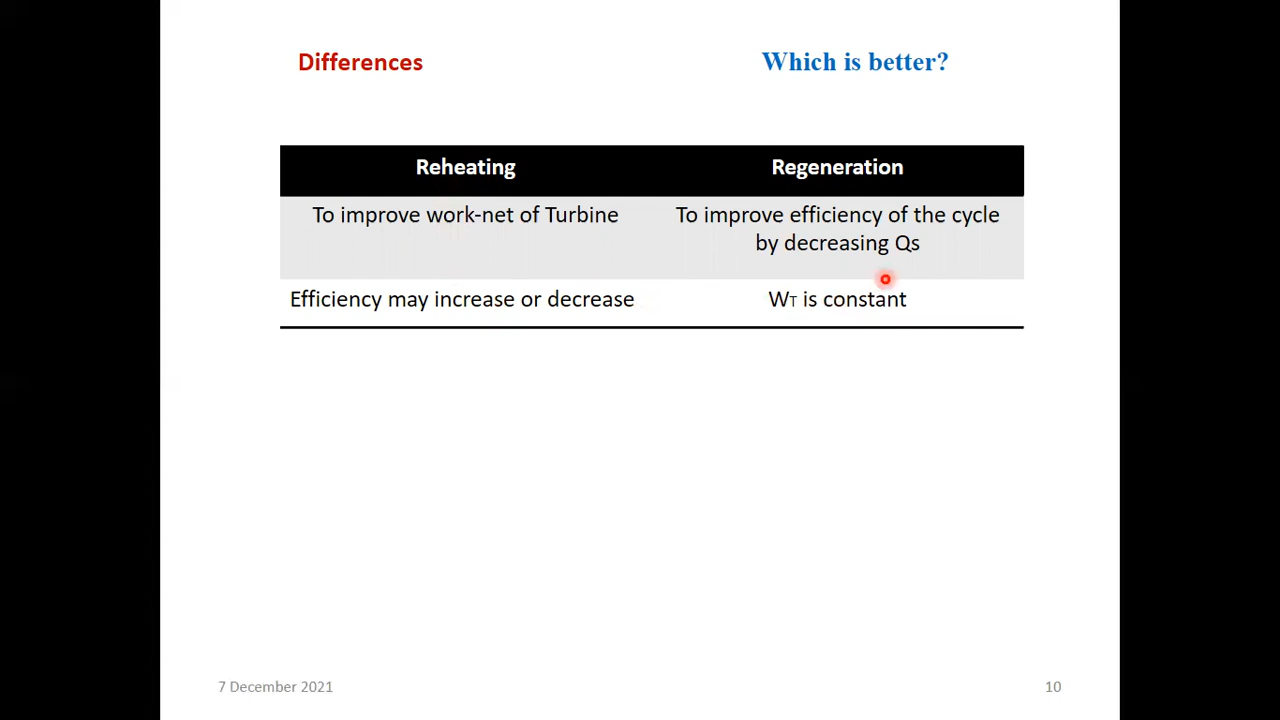 Differences
Which is better?
Reheating
Regeneration
To improve work-net of Turbine
To improve efficiency of the cycle
by decreasing Qs
Efficiency may increase or decrease
WT is constant
7 December 2021
10